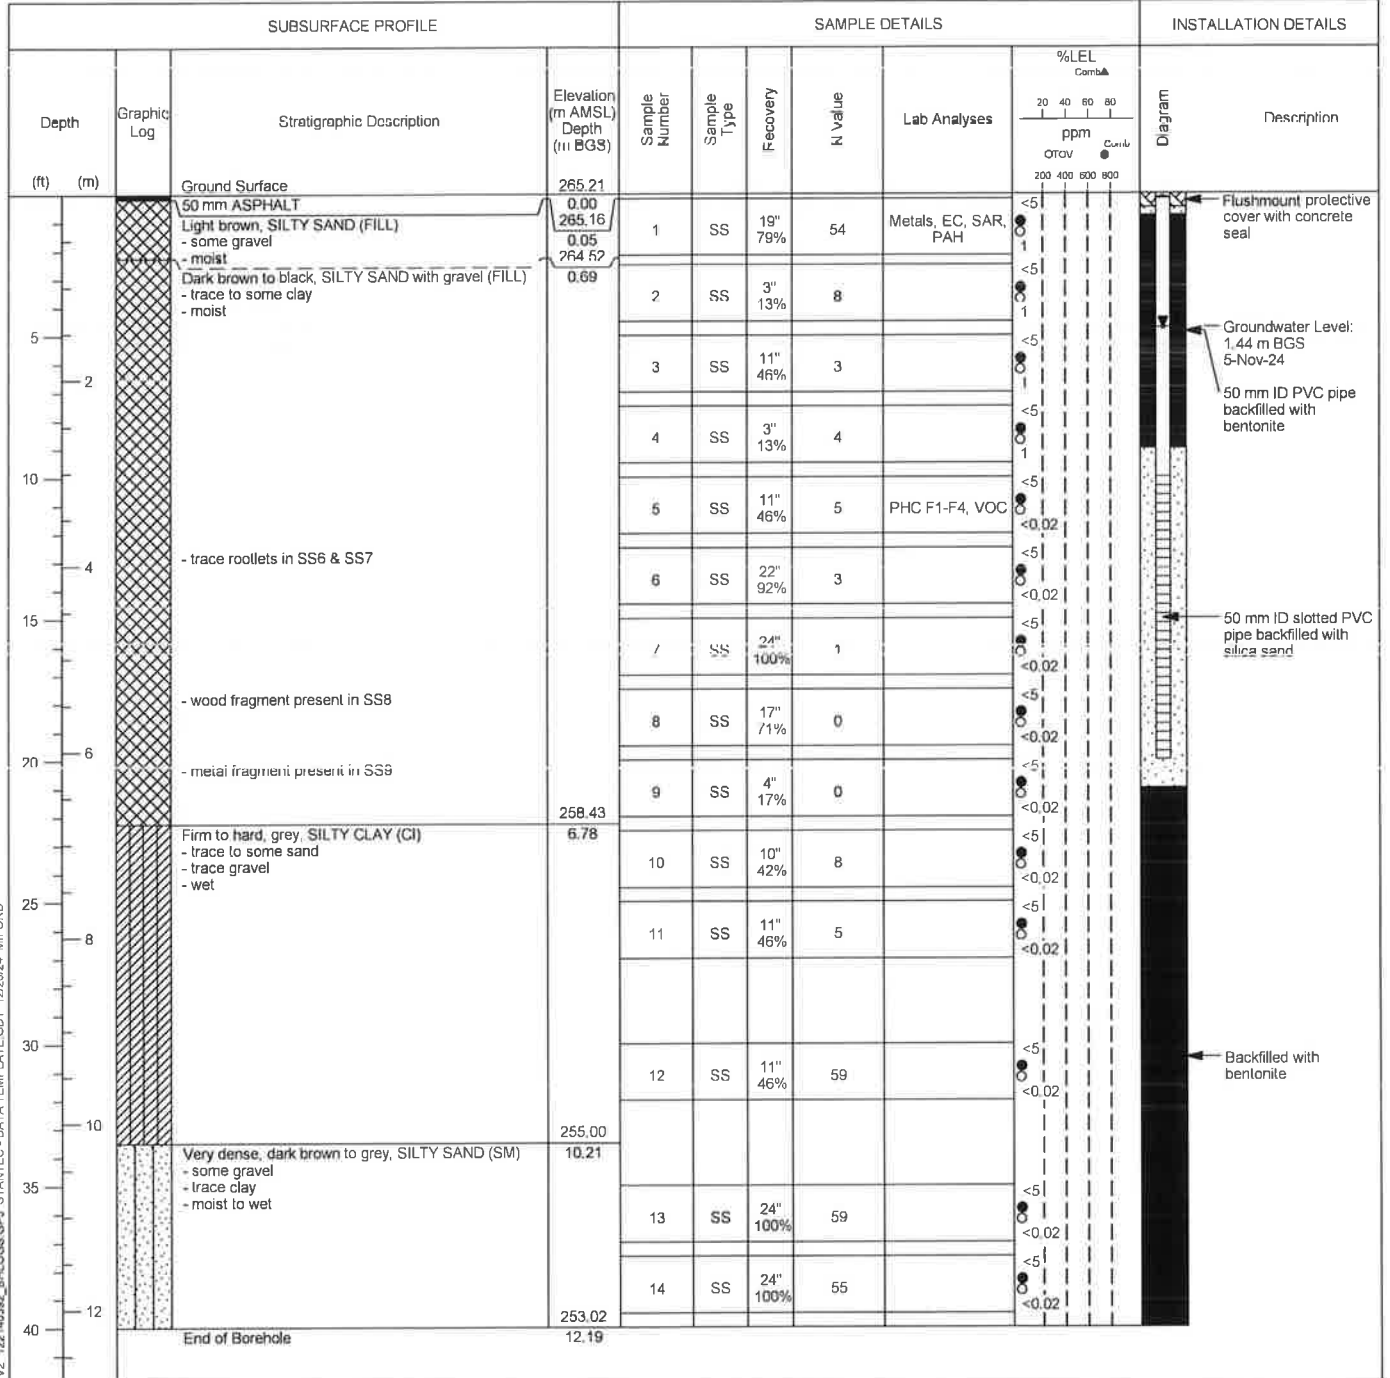 SUBSURFACE PROFILE
SAMPLE DETAILS
INSTALLATION DETAILS
Depth
Graphic Log
Stratigraphic Description
Elevation
(m AMSL)
Depth
(m BGS)
Sample Number
Sample Type
Recovery
N Value
Lab Analyses
%LEL
Comb▲
20 40 60 80
ppm
OTOV
Comb
●
200 400 600 800
Diagram
Description
(ft) (m)
Ground Surface 265.21
50 mm ASPHALT 0.00
265.16
Light brown, SILTY SAND (FILL)
- some gravel 0.05
- moist 264.52
Dark brown to black, SILTY SAND with gravel (FILL) 0.69
- trace to some clay
- moist
- trace rootlets in SS6 & SS7
- wood fragment present in SS8
- metal fragment present in SS9
258.43
Firm to hard, grey, SILTY CLAY (CI) 6.78
- trace to some sand
- trace gravel
- wet
255.00
Very dense, dark brown to grey, SILTY SAND (SM) 10.21
- some gravel
- trace clay
- moist to wet
253.02
End of Borehole 12.19
5
2
10
4
15
6
20
25
8
30
10
35
12
40
1 SS 19" 79% 54 Metals, EC, SAR, PAH <5 1
2 SS 3" 13% 8 <5 1
3 SS 11" 46% 3 <5 1
4 SS 3" 13% 4 <5 1
5 SS 11" 46% 5 PHC F1-F4, VOC <5 <0.02
6 SS 22" 92% 3 <5 <0.02
7 SS 24" 100% 1 <5 <0.02
8 SS 17" 71% 0 <5 <0.02
9 SS 4" 17% 0 <5 <0.02
10 SS 10" 42% 8 <5 <0.02
11 SS 11" 46% 5 <5 <0.02
12 SS 11" 46% 59 <5 <0.02
13 SS 24" 100% 59 <5 <0.02
14 SS 24" 100% 55 <5 <0.02
Flushmount protective
cover with concrete
seal
Groundwater Level:
1.44 m BGS
5-Nov-24
50 mm ID PVC pipe
backfilled with
bentonite
50 mm ID slotted PVC
pipe backfilled with
silica sand
Backfilled with
bentonite